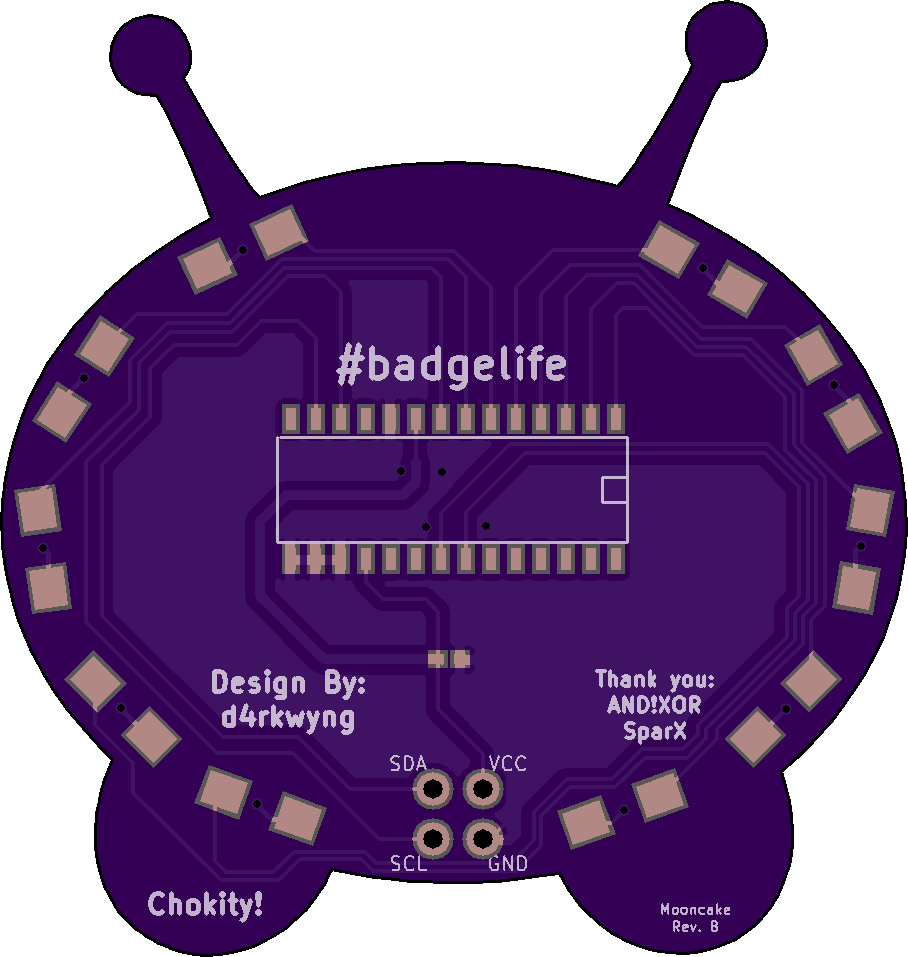 #badgelife
Design By:
d4rkwyng
Thank you:
AND!XOR
SparX
SDA
VCC
SCL
GND
Chokity!
Mooncake
Rev. B